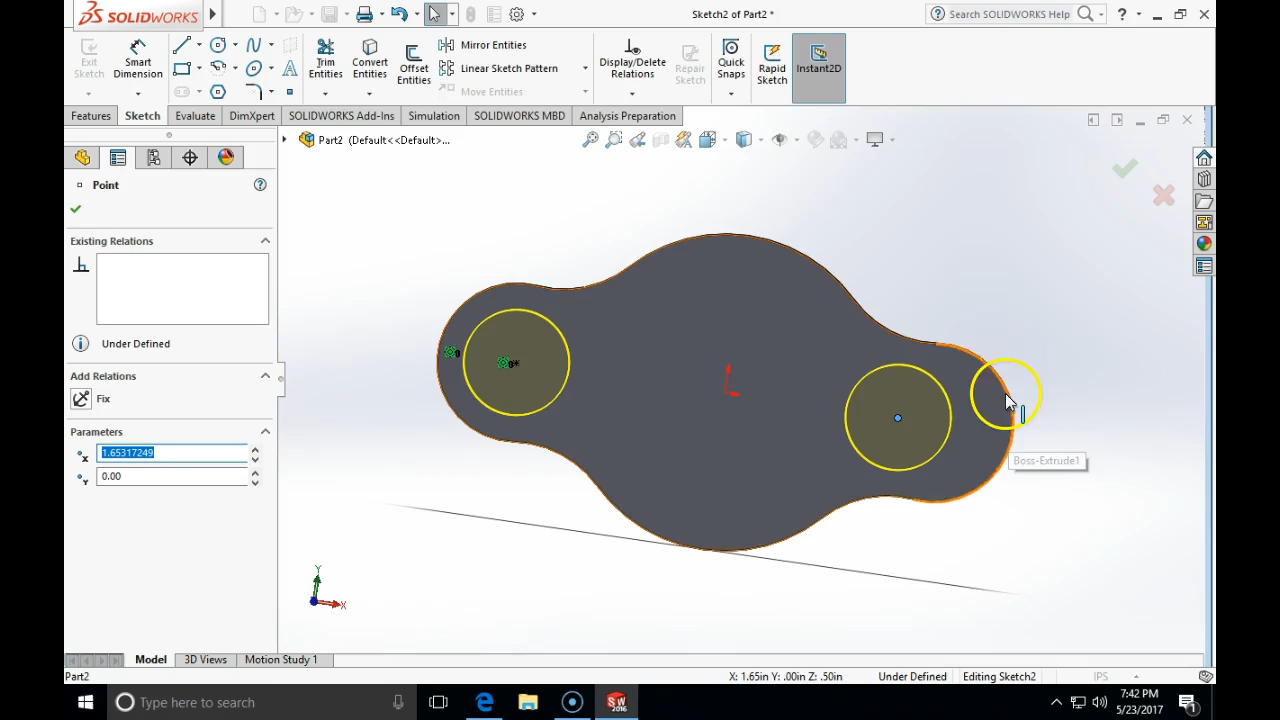 SOLIDWORKS
Sketch2 of Part2 *
Search SOLIDWORKS Help
Exit Sketch
Smart Dimension
Trim Entities
Convert Entities
Offset Entities
Mirror Entities
Linear Sketch Pattern
Move Entities
Display/Delete Relations
Repair Sketch
Quick Snaps
Rapid Sketch
Instant2D
Features Sketch Evaluate DimXpert SOLIDWORKS Add-Ins Simulation SOLIDWORKS MBD Analysis Preparation
Part2 (Default<<Default>...
Point
Existing Relations
Under Defined
Add Relations
Fix
Parameters
1.65317249
0.00
Boss-Extrude1
Y
X
Model 3D Views Motion Study 1
Part2 X: 1.65in Y: .00in Z: .50in Under Defined Editing Sketch2 IPS
Type here to search
SW 2016
7:42 PM
5/23/2017
1